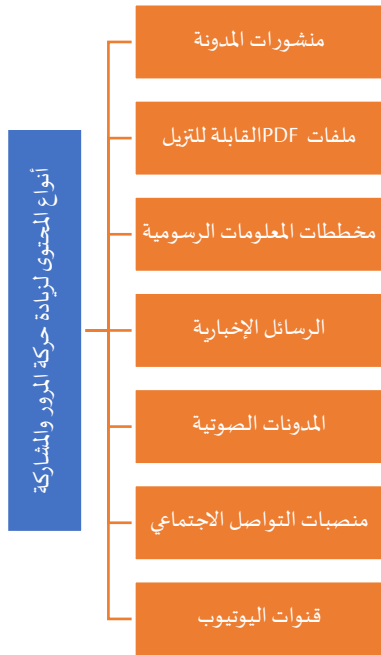 أنواع المحتوى لزيادة حركة المرور والمشاركة
منشورات المدونة
ملفات PDFالقابلة للتزيل
مخططات المعلومات الرسومية
الرسائل الإخبارية
المدونات الصوتية
منصبات التواصل الاجتماعي
قنوات اليوتيوب